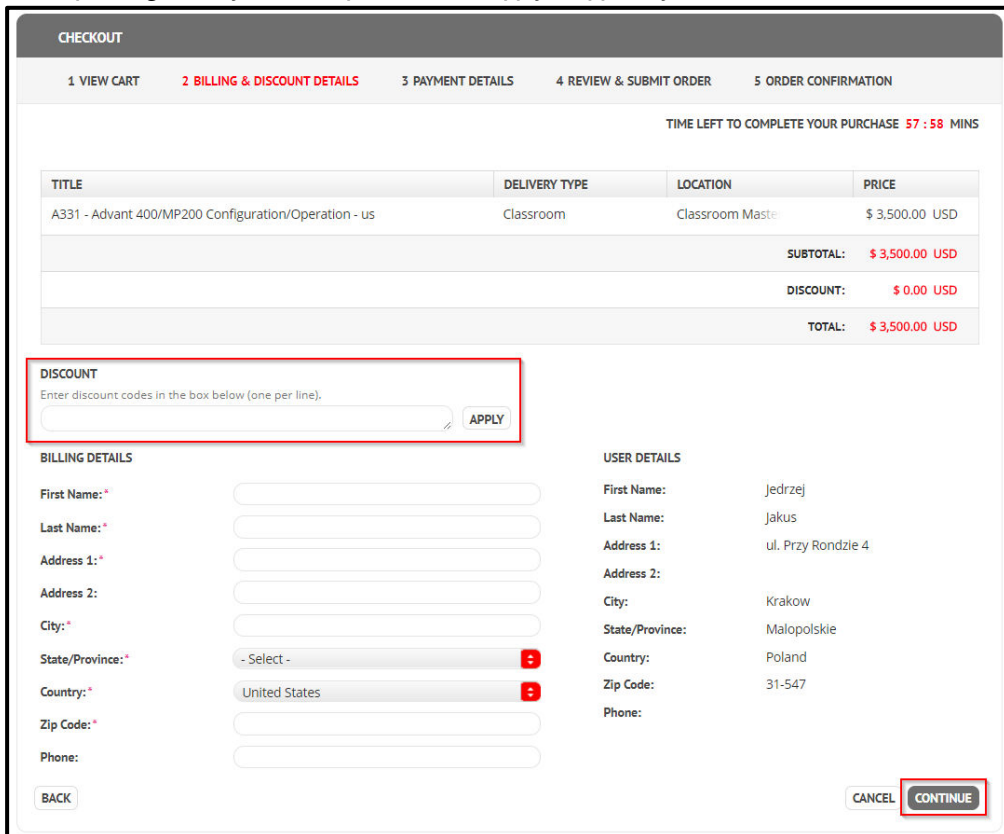 CHECKOUT
1 VIEW CART 2 BILLING & DISCOUNT DETAILS 3 PAYMENT DETAILS 4 REVIEW & SUBMIT ORDER 5 ORDER CONFIRMATION
TIME LEFT TO COMPLETE YOUR PURCHASE 57 : 58 MINS
TITLE DELIVERY TYPE LOCATION PRICE
A331 - Advant 400/MP200 Configuration/Operation - us Classroom Classroom Maste $ 3,500.00 USD
SUBTOTAL: $ 3,500.00 USD
DISCOUNT: $ 0.00 USD
TOTAL: $ 3,500.00 USD
DISCOUNT
Enter discount codes in the box below (one per line).
APPLY
BILLING DETAILS
First Name:*
Last Name:*
Address 1:*
Address 2:
City:*
State/Province:* - Select -
Country:* United States
Zip Code:*
Phone:
USER DETAILS
First Name: Jedrzej
Last Name: Jakus
Address 1: ul. Przy Rondzie 4
Address 2:
City: Krakow
State/Province: Malopolskie
Country: Poland
Zip Code: 31-547
Phone:
BACK CANCEL CONTINUE